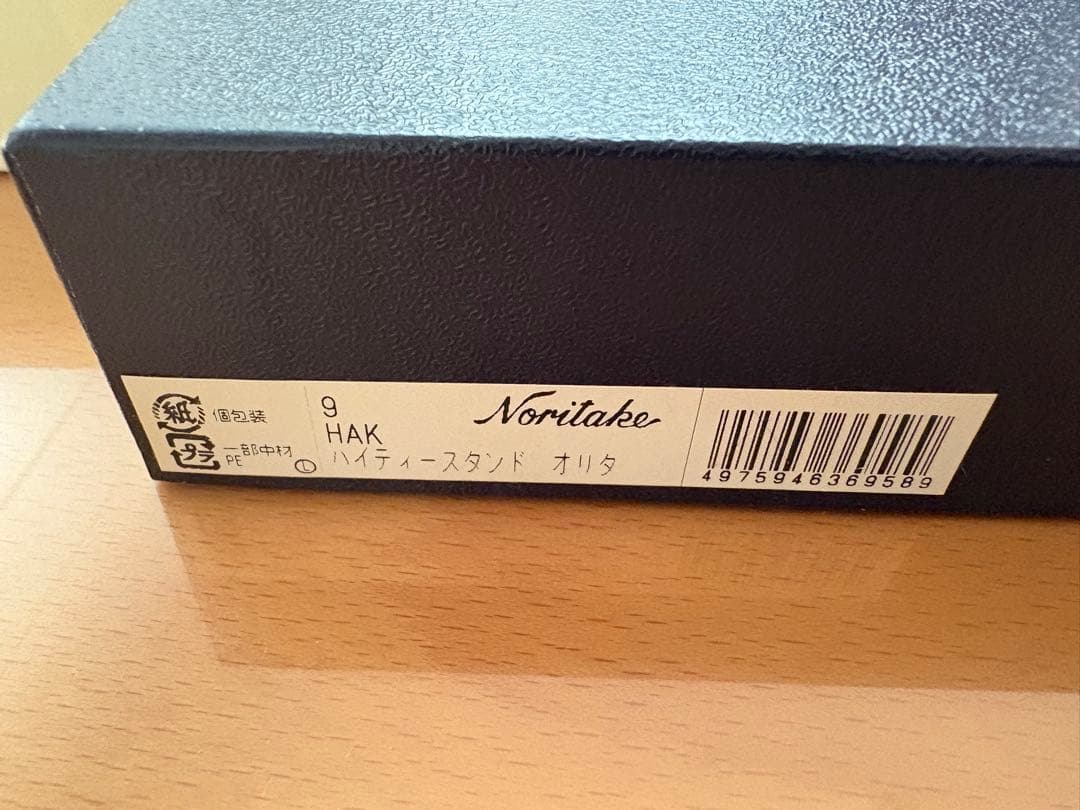 紙 個包装
プラ 一部中材
PE
L
9
HAK
ハイティースタンド オリタ
Noritake
4975946369589